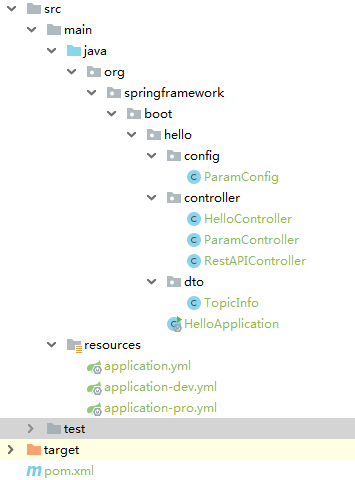 src
main
java
org
springframework
boot
hello
config
ParamConfig
controller
HelloController
ParamController
RestAPIController
dto
TopicInfo
HelloApplication
resources
application.yml
application-dev.yml
application-pro.yml
test
target
pom.xml